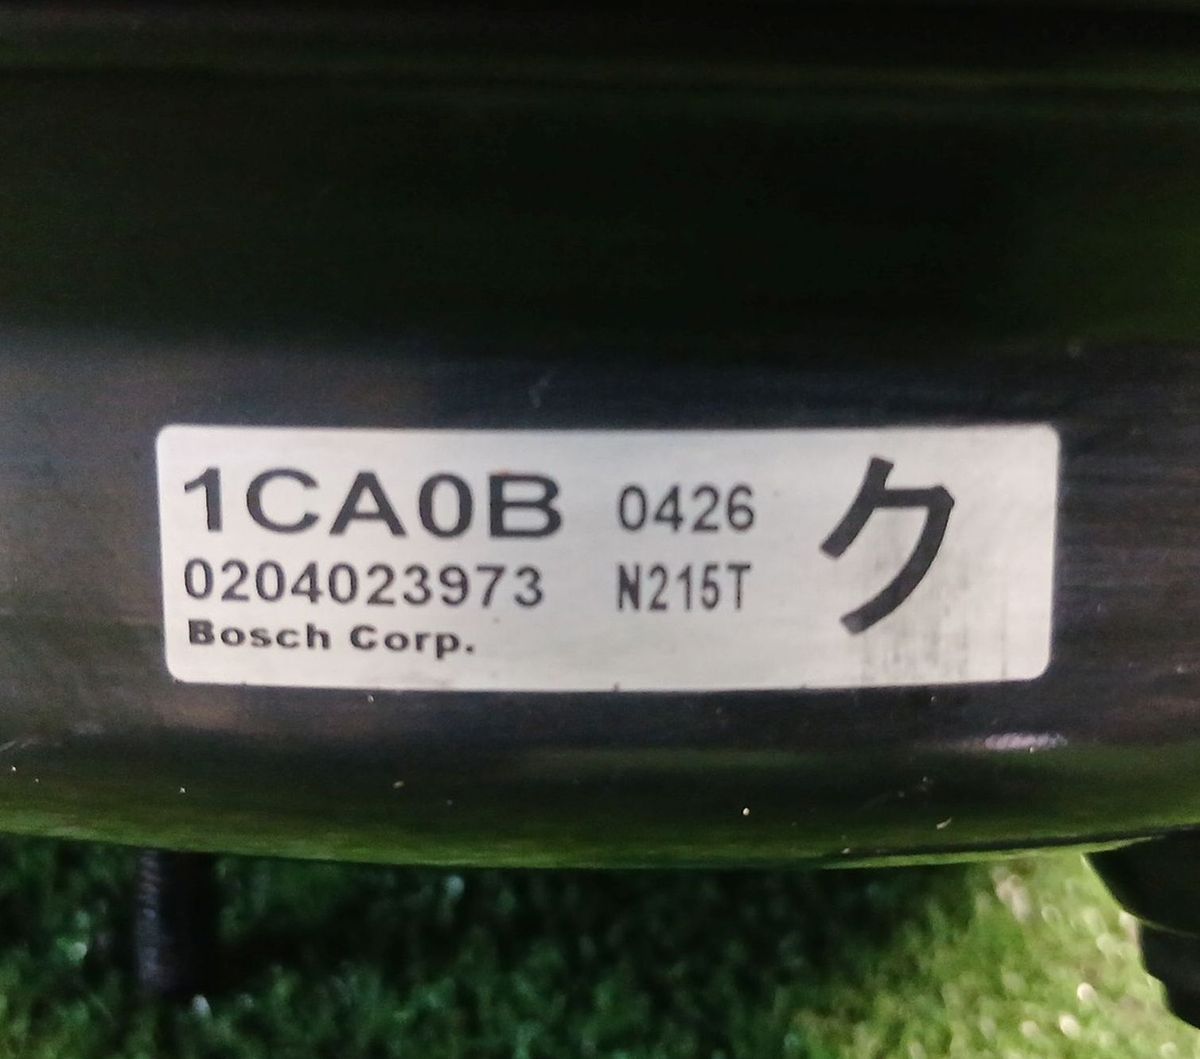 1CA0B 0426 ク
0204023973 N215T
Bosch Corp.